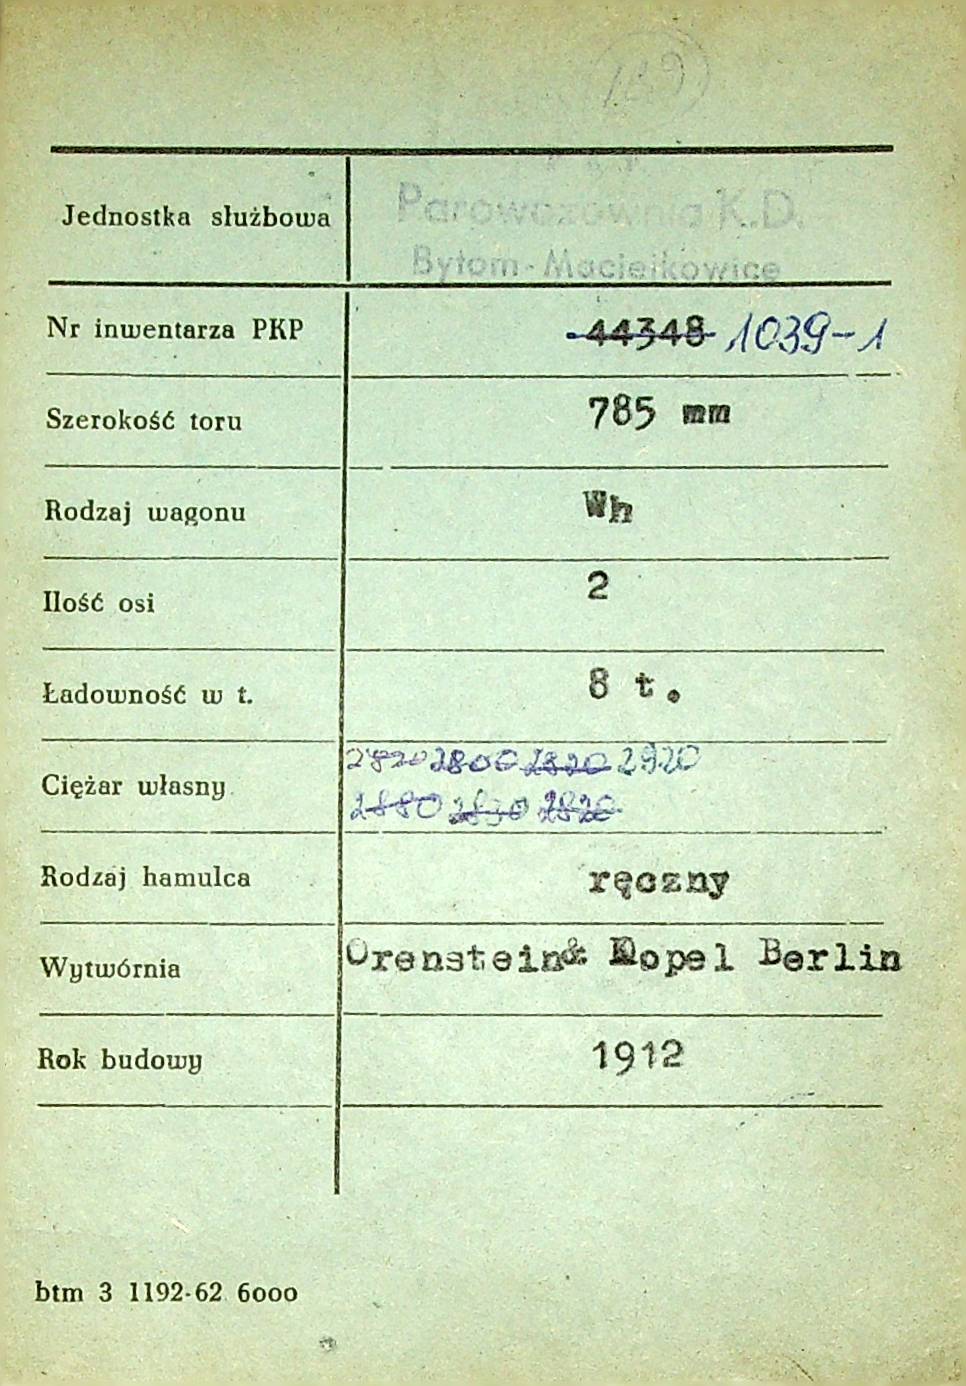 149
P K P
Jednostka służbowa Parowozownia K.D.
Bytom-Maciejkowice
Nr inwentarza PKP 44348 1039-1
Szerokość toru 785 mm
Rodzaj wagonu Wh
Ilość osi 2
Ładowność w t. 8 t.
2820 2800 2820 2920
Ciężar własny
2880 2830 2820
Rodzaj hamulca ręczny
Wytwórnia Orenstein& Kopel Berlin
Rok budowy 1912
btm 3 1192-62 6000